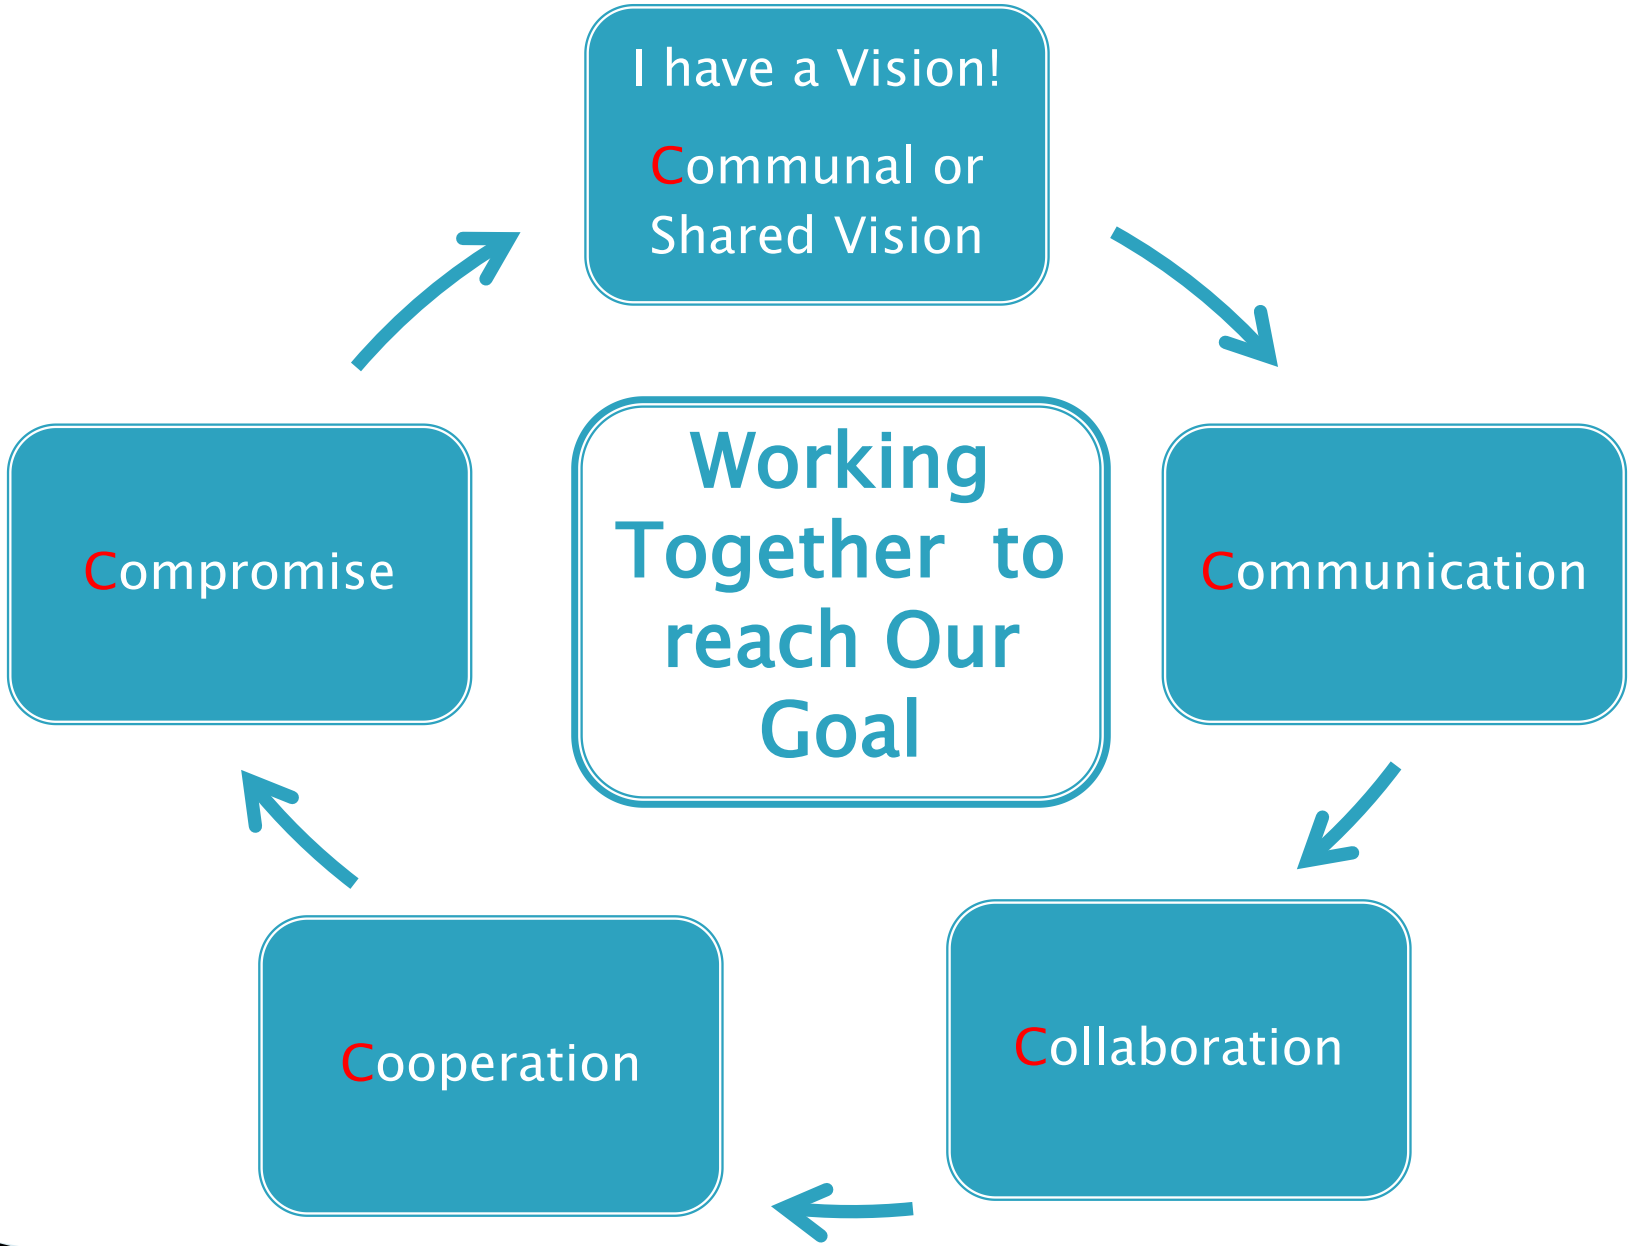 I have a Vision!
Communal or
Shared Vision
Communication
Collaboration
Cooperation
Compromise
Working
Together  to
reach Our
Goal